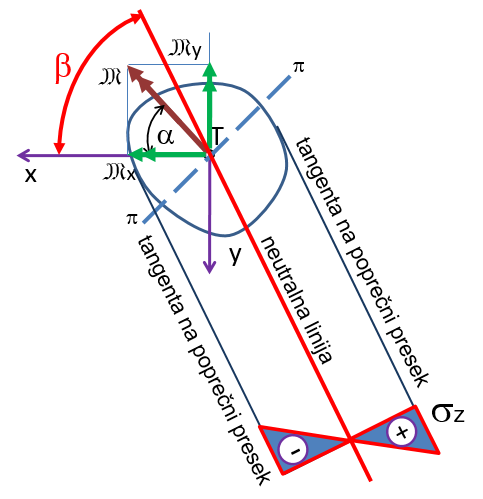 π
𝔐y
β
𝔐
α
T
x
𝔐x
π
y
tangenta na poprečni presek
neutralna linija
tangenta na poprečni presek
σz
+
-